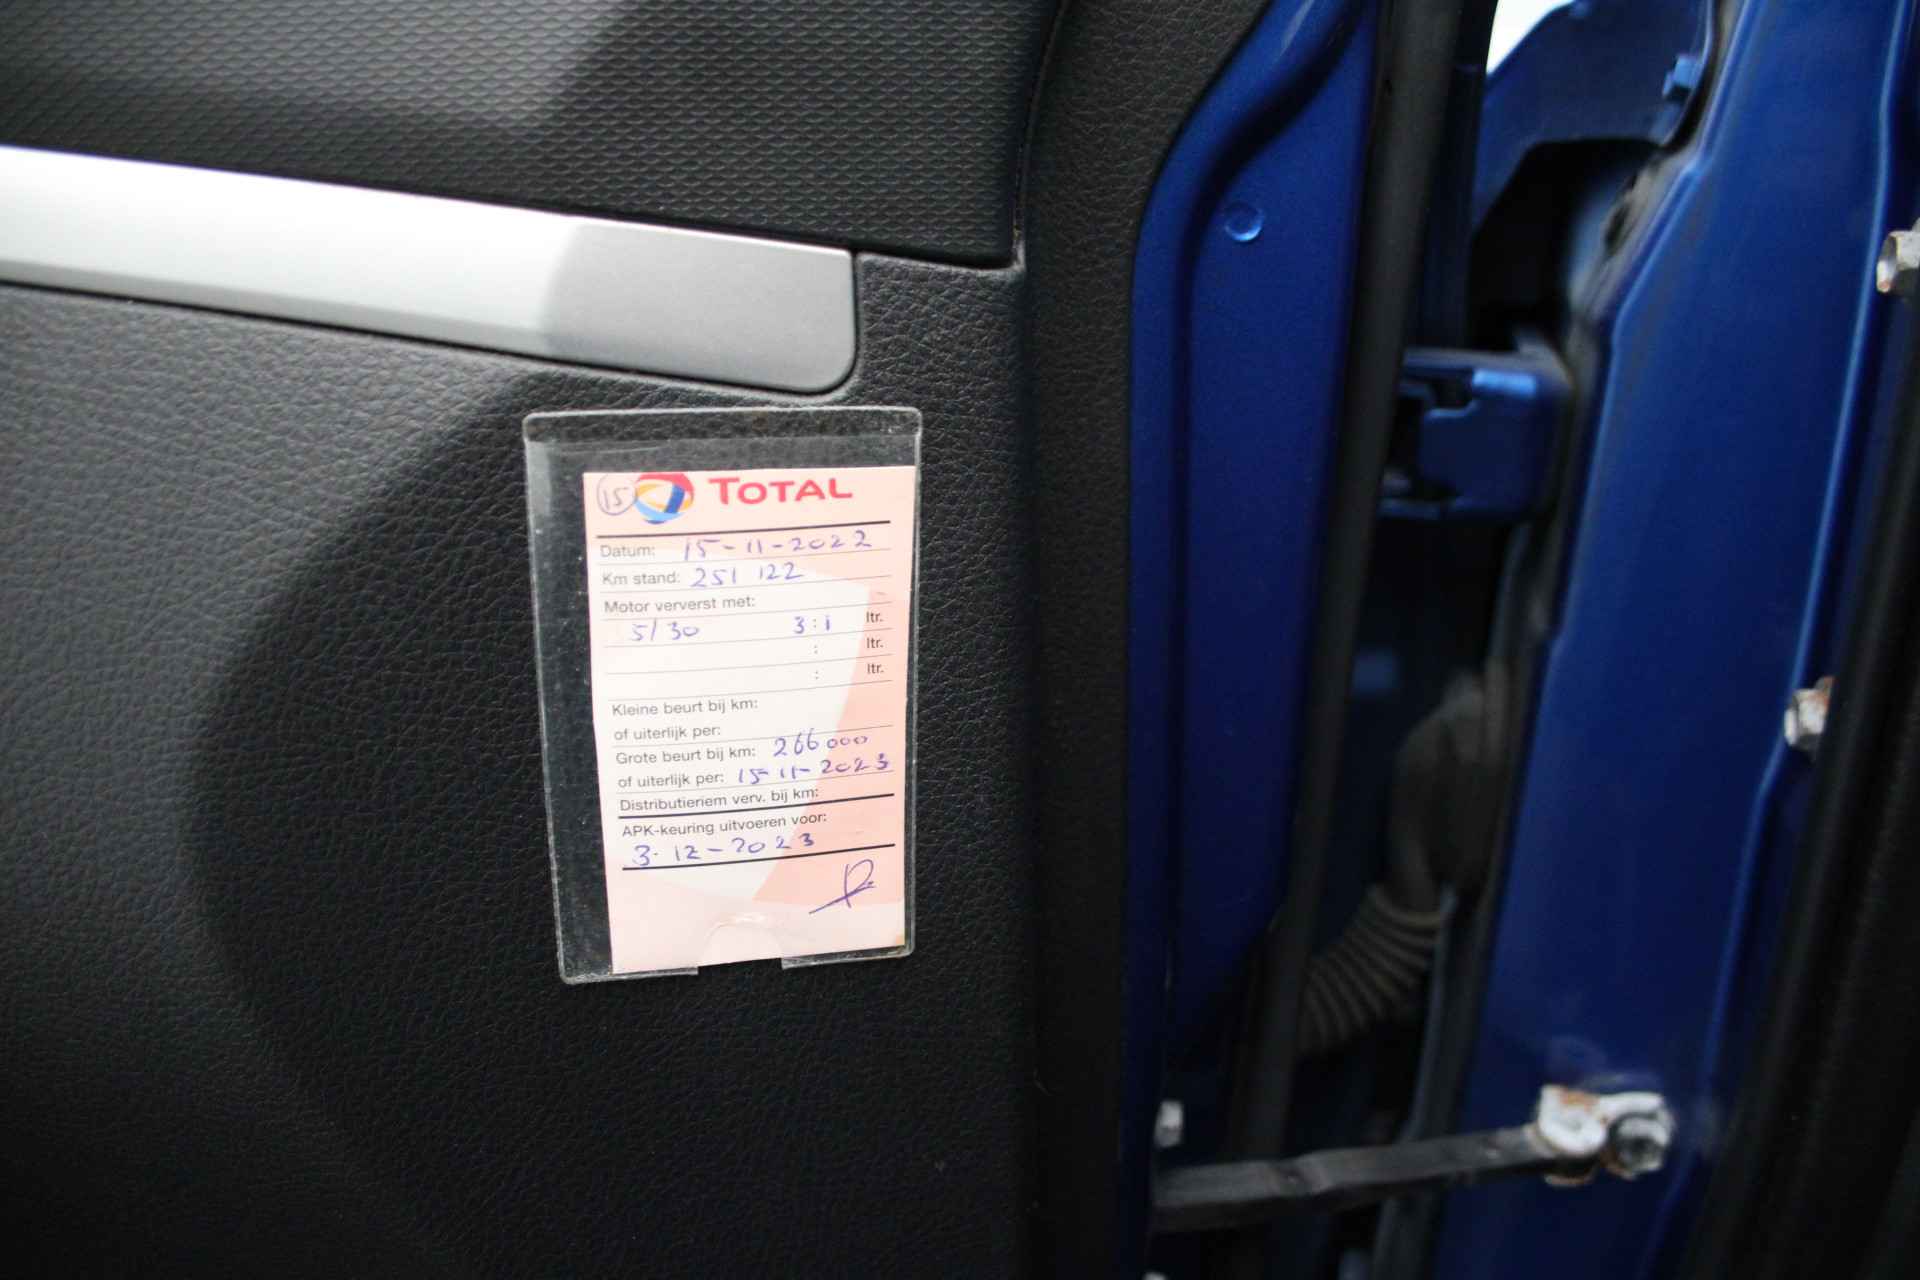 15 TOTAL
Datum: 15-11-2022
Km stand: 251 122
Motor ververst met:
5/30 3:1 ltr.
: ltr.
: ltr.
Kleine beurt bij km:
of uiterlijk per:
Grote beurt bij km: 266000
of uiterlijk per: 15-11-2023
Distributieriem verv. bij km:
APK-keuring uitvoeren voor:
3-12-2023